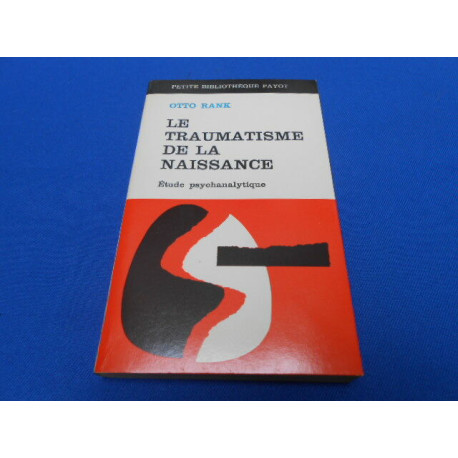 PETITE BIBLIOTHÈQUE PAYOT
OTTO RANK
LE
TRAUMATISME
DE LA
NAISSANCE
Étude psychanalytique